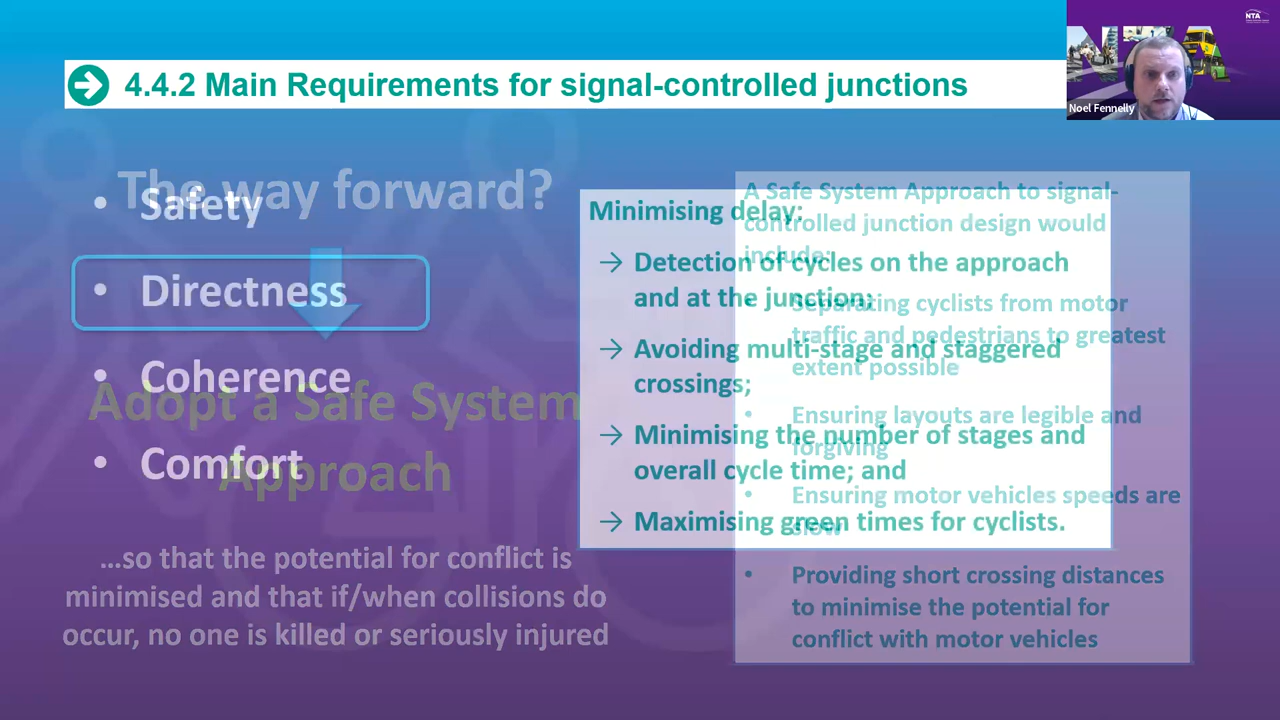 4.4.2 Main Requirements for signal-controlled junctions
NTA
NTA
Noel Fennelly
The way forward?
• Safety
• Directness
• Coherence
Adopt a Safe System
• Comfort
Approach
…so that the potential for conflict is
minimised and that if/when collisions do
occur, no one is killed or seriously injured
Minimising delay:
→ Detection of cycles on the approach
and at the junction;
→ Avoiding multi-stage and staggered
crossings;
→ Minimising the number of stages and
overall cycle time; and
→ Maximising green times for cyclists.
A Safe System Approach to signal-
controlled junction design would
include:
• Separating cyclists from motor
traffic and pedestrians to greatest
extent possible
• Ensuring layouts are legible and
forgiving
• Ensuring motor vehicles speeds are
slow
• Providing short crossing distances
to minimise the potential for
conflict with motor vehicles